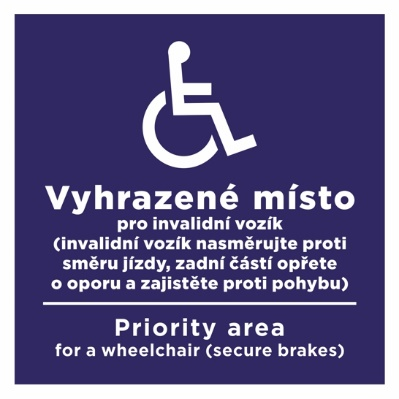 Vyhrazené místo
pro invalidní vozík
(invalidní vozík nasměrujte proti
směru jízdy, zadní částí opřete
o oporu a zajistěte proti pohybu)
Priority area
for a wheelchair (secure brakes)